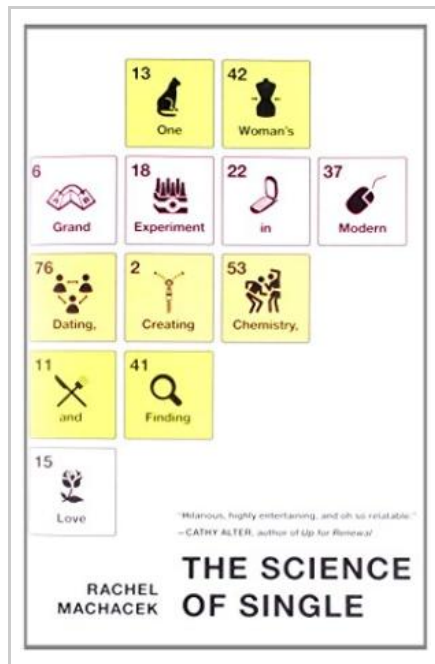 13 42
One Woman's
6 18 22 37
Grand Experiment in Modern
76 2 53
Dating, Creating Chemistry,
11 41
and Finding
15
Love
"Hilarious, highly entertaining, and oh so relatable."
—CATHY ALTER, author of Up for Renewal
THE SCIENCE
OF SINGLE
RACHEL
MACHACEK